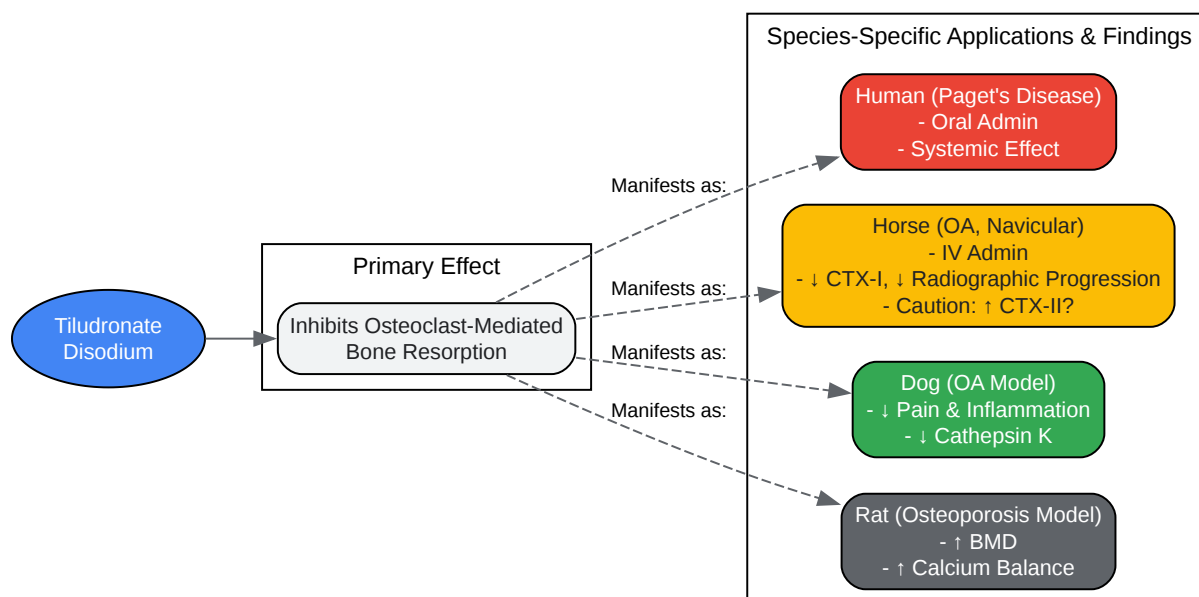 Species-Specific Applications & Findings
Human (Paget's Disease)
- Oral Admin
- Systemic Effect
Manifests as:
Horse (OA, Navicular)
- IV Admin
- ↓ CTX-I, ↓ Radiographic Progression
- Caution: ↑ CTX-II?
Primary Effect
Manifests as:
Tiludronate
Disodium
Inhibits Osteoclast-Mediated
Bone Resorption
Manifests as:
Dog (OA Model)
- ↓ Pain & Inflammation
- ↓ Cathepsin K
Manifests as:
Rat (Osteoporosis Model)
- ↑ BMD
- ↑ Calcium Balance